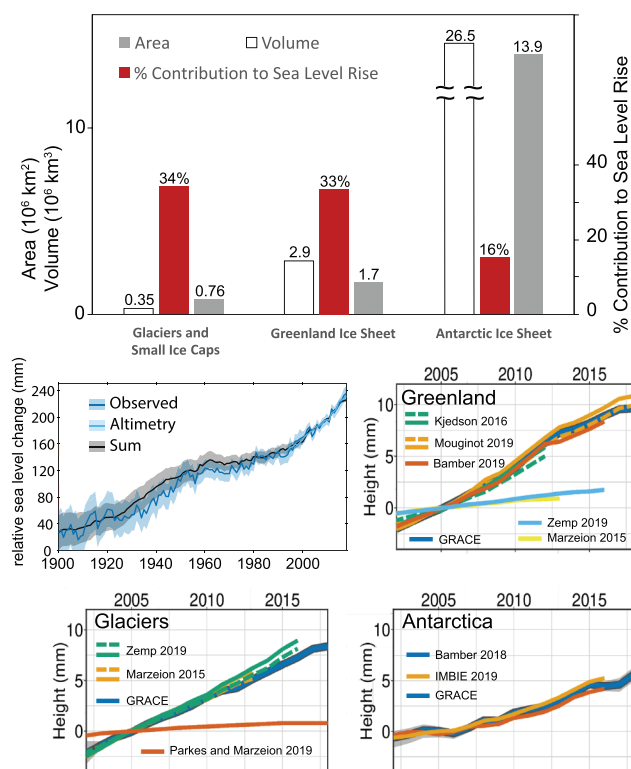 26.5
13.9
Area
Volume
% Contribution to Sea Level Rise
10
40
34%
33%
20
16%
2.9
1.7
0.35
0.76
0
0
Area (10⁶ km²)
Volume (10⁶ km³)
% Contribution to Sea Level Rise
Glaciers and
Small Ice Caps
Greenland Ice Sheet
Antarctic Ice Sheet
relative sea level change (mm)
240
200
160
120
80
40
0
Observed
Altimetry
Sum
1900
1920
1940
1960
1980
2000
2005
2010
2015
Greenland
10
5
0
Height (mm)
Kjedson 2016
Mouginot 2019
Bamber 2019
Zemp 2019
GRACE
Marzeion 2015
2005
2010
2015
Glaciers
10
5
0
Height (mm)
Zemp 2019
Marzeion 2015
GRACE
Parkes and Marzeion 2019
2005
2010
2015
Antarctica
10
5
0
Height (mm)
Bamber 2018
IMBIE 2019
GRACE